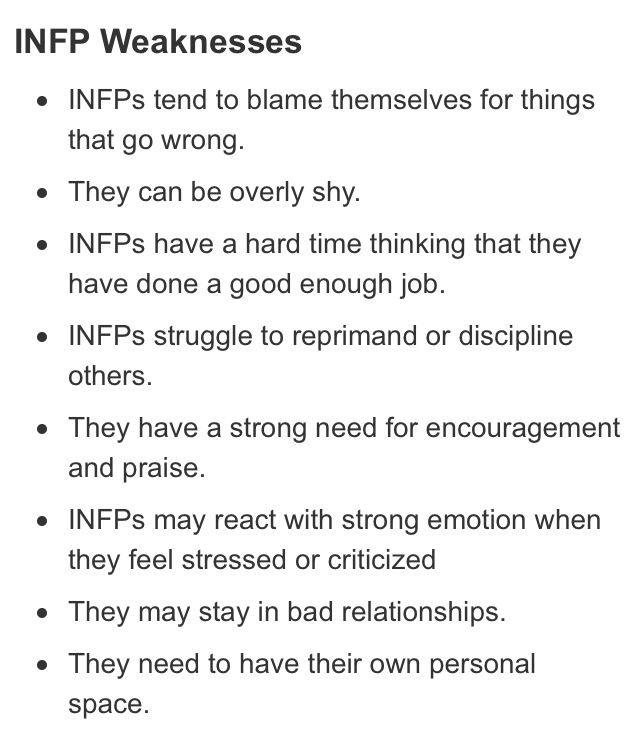 INFP Weaknesses
• INFPs tend to blame themselves for things
that go wrong.
• They can be overly shy.
• INFPs have a hard time thinking that they
have done a good enough job.
• INFPs struggle to reprimand or discipline
others.
• They have a strong need for encouragement
and praise.
• INFPs may react with strong emotion when
they feel stressed or criticized
• They may stay in bad relationships.
• They need to have their own personal
space.